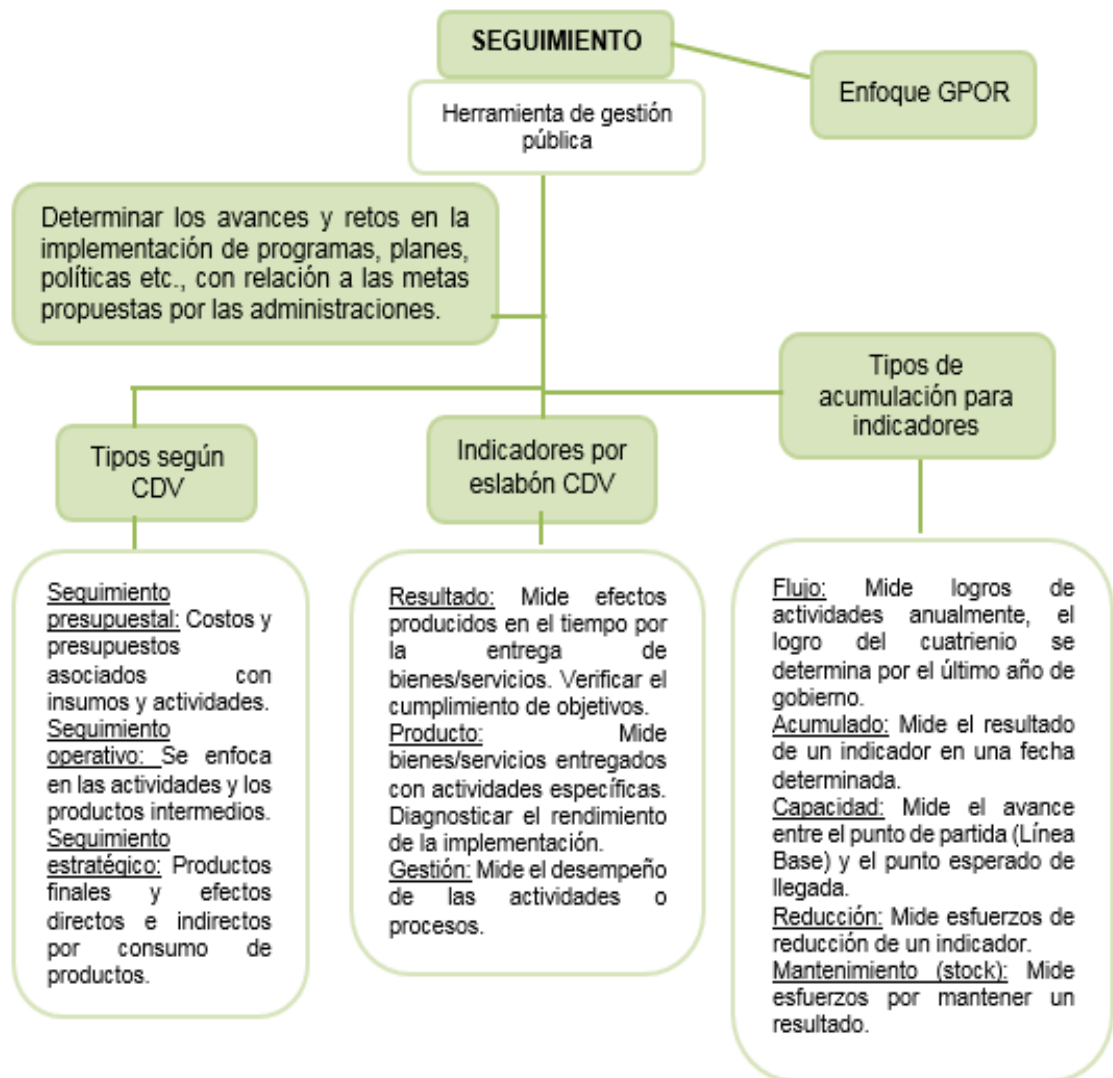 SEGUIMIENTO
Enfoque GPOR
Herramienta de gestión
pública
Determinar los avances y retos en la
implementación de programas, planes,
políticas etc., con relación a las metas
propuestas por las administraciones.
Tipos según
CDV
Indicadores por
eslabón CDV
Tipos de
acumulación para
indicadores
Seguimiento
presupuestal: Costos y
presupuestos
asociados con
insumos y actividades.
Seguimiento
operativo: Se enfoca
en las actividades y los
productos intermedios.
Seguimiento
estratégico: Productos
finales y efectos
directos e indirectos
por consumo de
productos.
Resultado: Mide efectos
producidos en el tiempo por
la entrega de
bienes/servicios. Verificar el
cumplimiento de objetivos.
Producto: Mide
bienes/servicios entregados
con actividades específicas.
Diagnosticar el rendimiento
de la implementación.
Gestión: Mide el desempeño
de las actividades o
procesos.
Flujo: Mide logros de
actividades anualmente, el
logro del cuatrienio se
determina por el último año de
gobierno.
Acumulado: Mide el resultado
de un indicador en una fecha
determinada.
Capacidad: Mide el avance
entre el punto de partida (Línea
Base) y el punto esperado de
llegada.
Reducción: Mide esfuerzos de
reducción de un indicador.
Mantenimiento (stock): Mide
esfuerzos por mantener un
resultado.